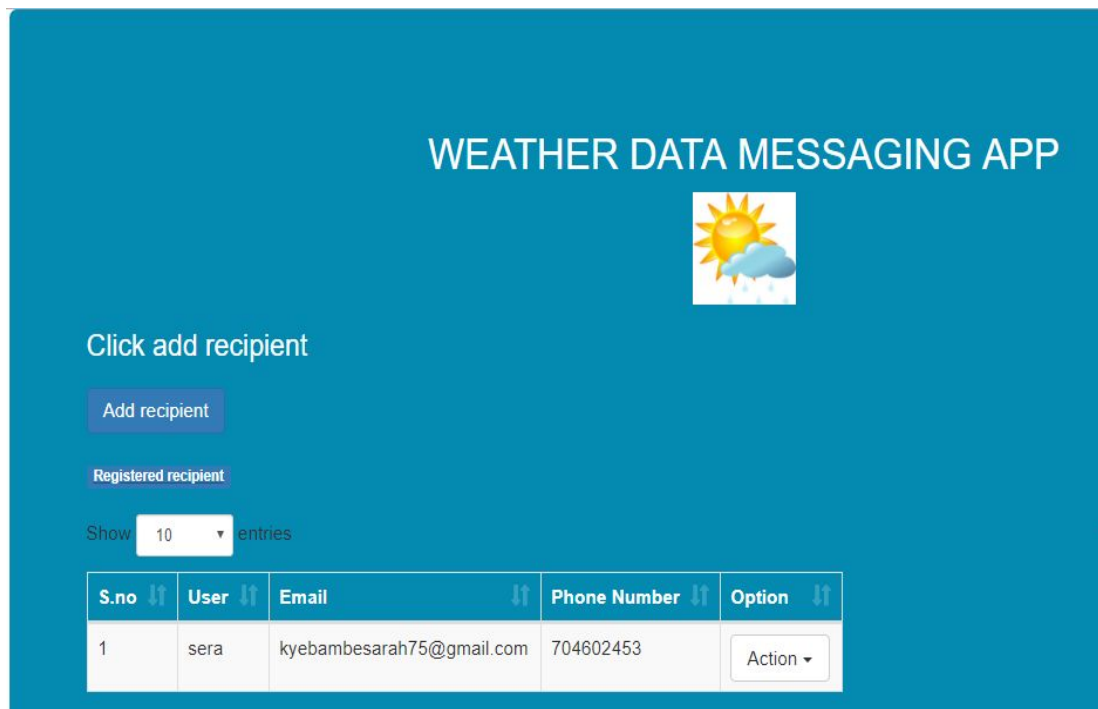 WEATHER DATA MESSAGING APP
Click add recipient
Add recipient
Registered recipient
Show 10 entries
S.no User Email Phone Number Option
1 sera kyebambesarah75@gmail.com 704602453 Action